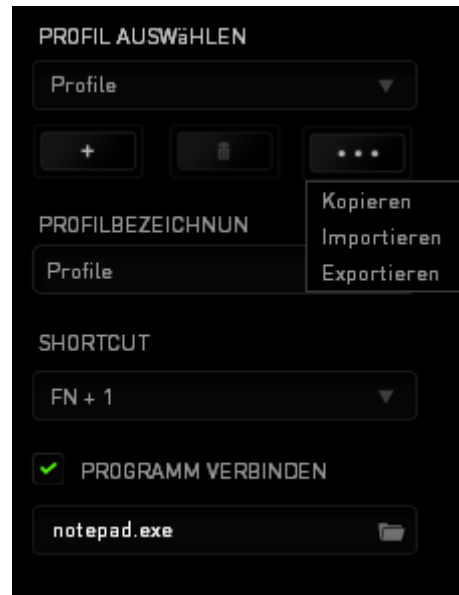 PROFIL AUSWäHLEN
Profile
+
...
Kopieren
PROFILBEZEICHNUN
Importieren
Profile
Exportieren
SHORTCUT
FN + 1
PROGRAMM VERBINDEN
notepad.exe